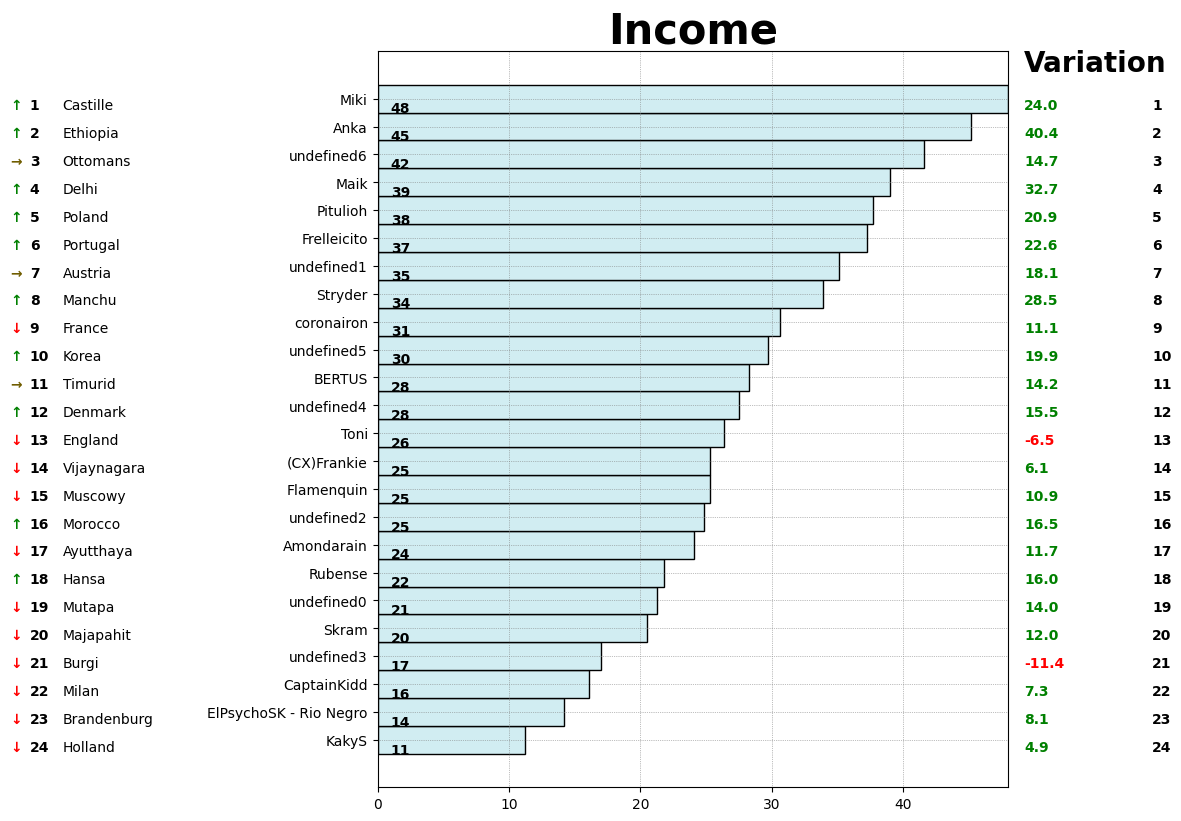 Income
Variation
↑ 1 Castille Miki 48 24.0 1
↑ 2 Ethiopia Anka 45 40.4 2
→ 3 Ottomans undefined6 42 14.7 3
↑ 4 Delhi Maik 39 32.7 4
↑ 5 Poland Pitulioh 38 20.9 5
↑ 6 Portugal Frelleicito 37 22.6 6
→ 7 Austria undefined1 35 18.1 7
↑ 8 Manchu Stryder 34 28.5 8
↓ 9 France coronairon 31 11.1 9
↑ 10 Korea undefined5 30 19.9 10
→ 11 Timurid BERTUS 28 14.2 11
↑ 12 Denmark undefined4 28 15.5 12
↓ 13 England Toni 26 -6.5 13
↓ 14 Vijaynagara (CX)Frankie 25 6.1 14
↓ 15 Muscowy Flamenquin 25 10.9 15
↑ 16 Morocco undefined2 25 16.5 16
↓ 17 Ayutthaya Amondarain 24 11.7 17
↑ 18 Hansa Rubense 22 16.0 18
↓ 19 Mutapa undefined0 21 14.0 19
↓ 20 Majapahit Skram 20 12.0 20
↓ 21 Burgi undefined3 17 -11.4 21
↓ 22 Milan CaptainKidd 16 7.3 22
↓ 23 Brandenburg ElPsychoSK - Rio Negro 14 8.1 23
↓ 24 Holland KakyS 11 4.9 24
0 10 20 30 40